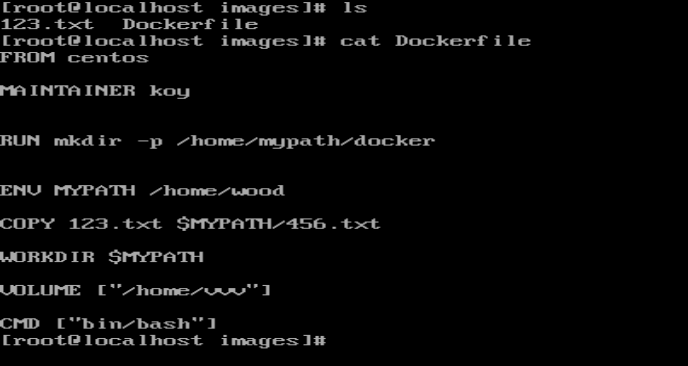 [root@localhost images]# ls
123.txt  Dockerfile
[root@localhost images]# cat Dockerfile
FROM centos
MAINTAINER koy
RUN mkdir -p /home/mypath/docker
ENV MYPATH /home/wood
COPY 123.txt $MYPATH/456.txt
WORKDIR $MYPATH
VOLUME ["/home/vvv"]
CMD ["bin/bash"]
[root@localhost images]#